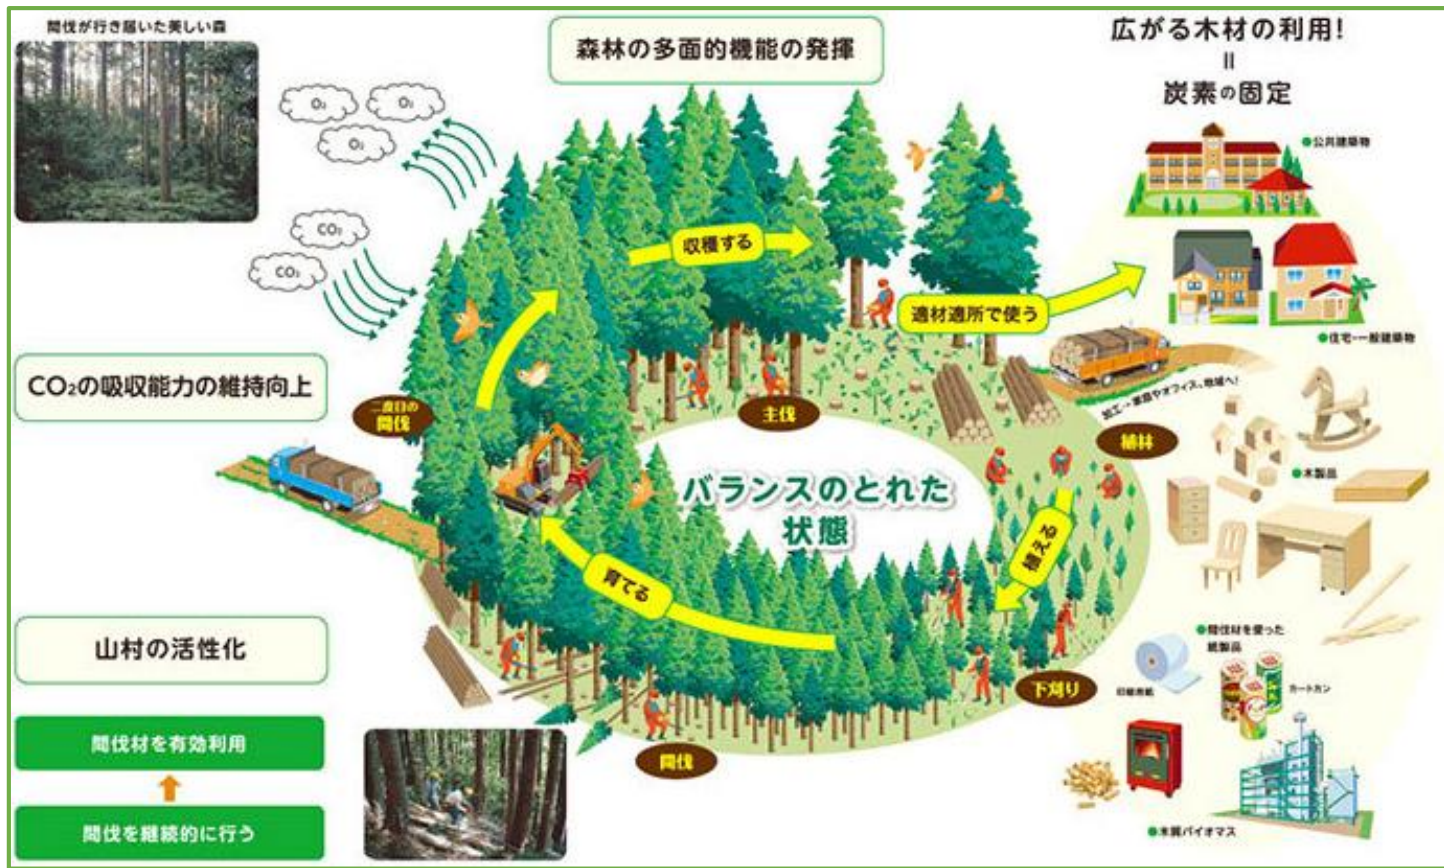 間伐が行き届いた美しい森
森林の多面的機能の発揮
広がる木材の利用!
=
炭素の固定
O₂
O₂
O₂
CO₂
CO₂
公共建築物
収穫する
適材適所で使う
住宅・一般建築物
CO₂の吸収能力の維持向上
二度目の
間伐
主伐
加工→家庭やオフィス、地域へ!
植林
木製品
バランスのとれた
状態
植える
育てる
山村の活性化
間伐材を使った
紙製品
印刷用紙
カートカン
下刈り
間伐材を有効利用
間伐
間伐を継続的に行う
木質バイオマス